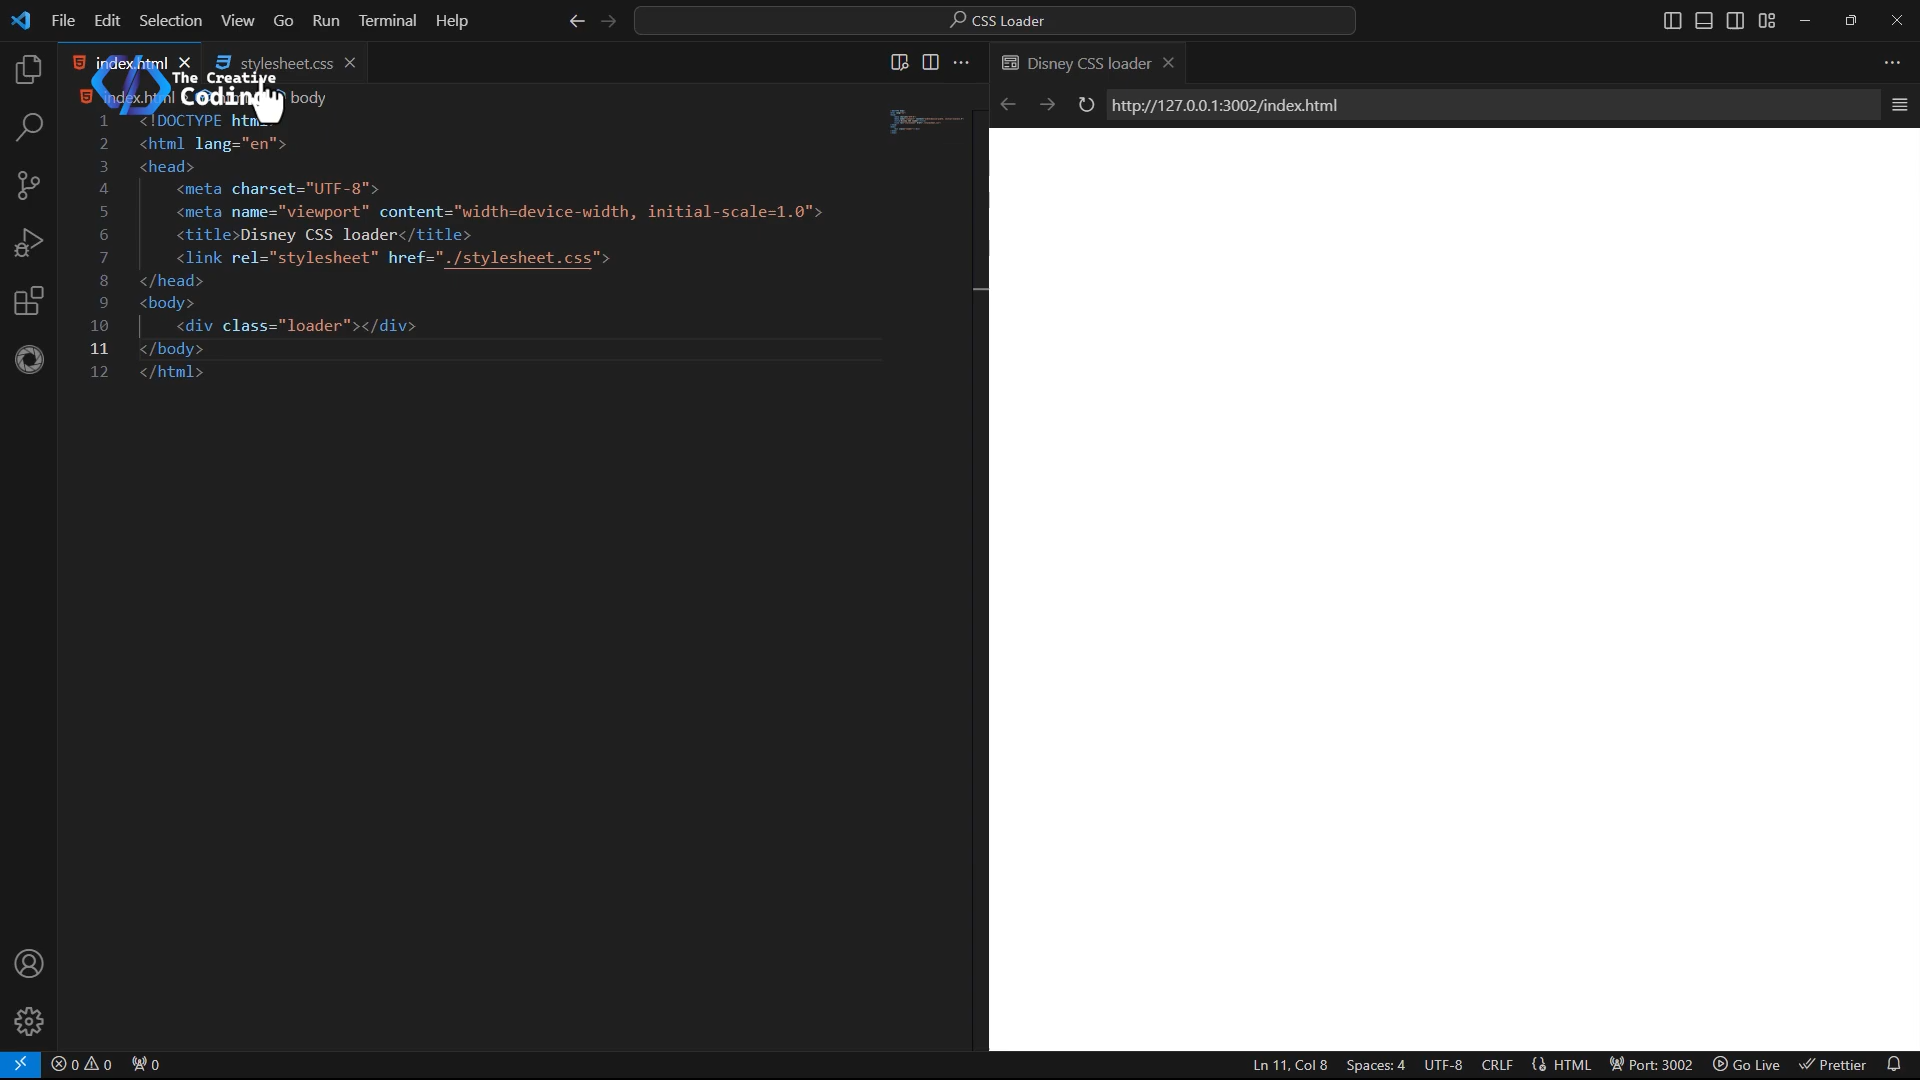 File Edit Selection View Go Run Terminal Help
CSS Loader
index.html
stylesheet.css
Disney CSS loader
The Creative
Coding
index.html
body
http://127.0.0.1:3002/index.html
1 <!DOCTYPE html
2 <html lang="en">
3 <head>
4 <meta charset="UTF-8">
5 <meta name="viewport" content="width=device-width, initial-scale=1.0">
6 <title>Disney CSS loader</title>
7 <link rel="stylesheet" href="./stylesheet.css">
8 </head>
9 <body>
10 <div class="loader"></div>
11 </body>
12 </html>
0 0 0
Ln 11, Col 8 Spaces: 4 UTF-8 CRLF HTML Port: 3002 Go Live Prettier